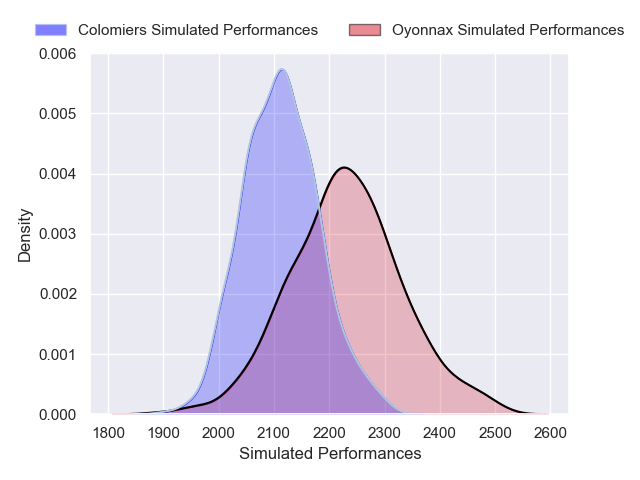 Colomiers Simulated Performances
Oyonnax Simulated Performances
0.006
0.005
0.004
0.003
0.002
0.001
0.000
Density
1800 1900 2000 2100 2200 2300 2400 2500 2600
Simulated Performances